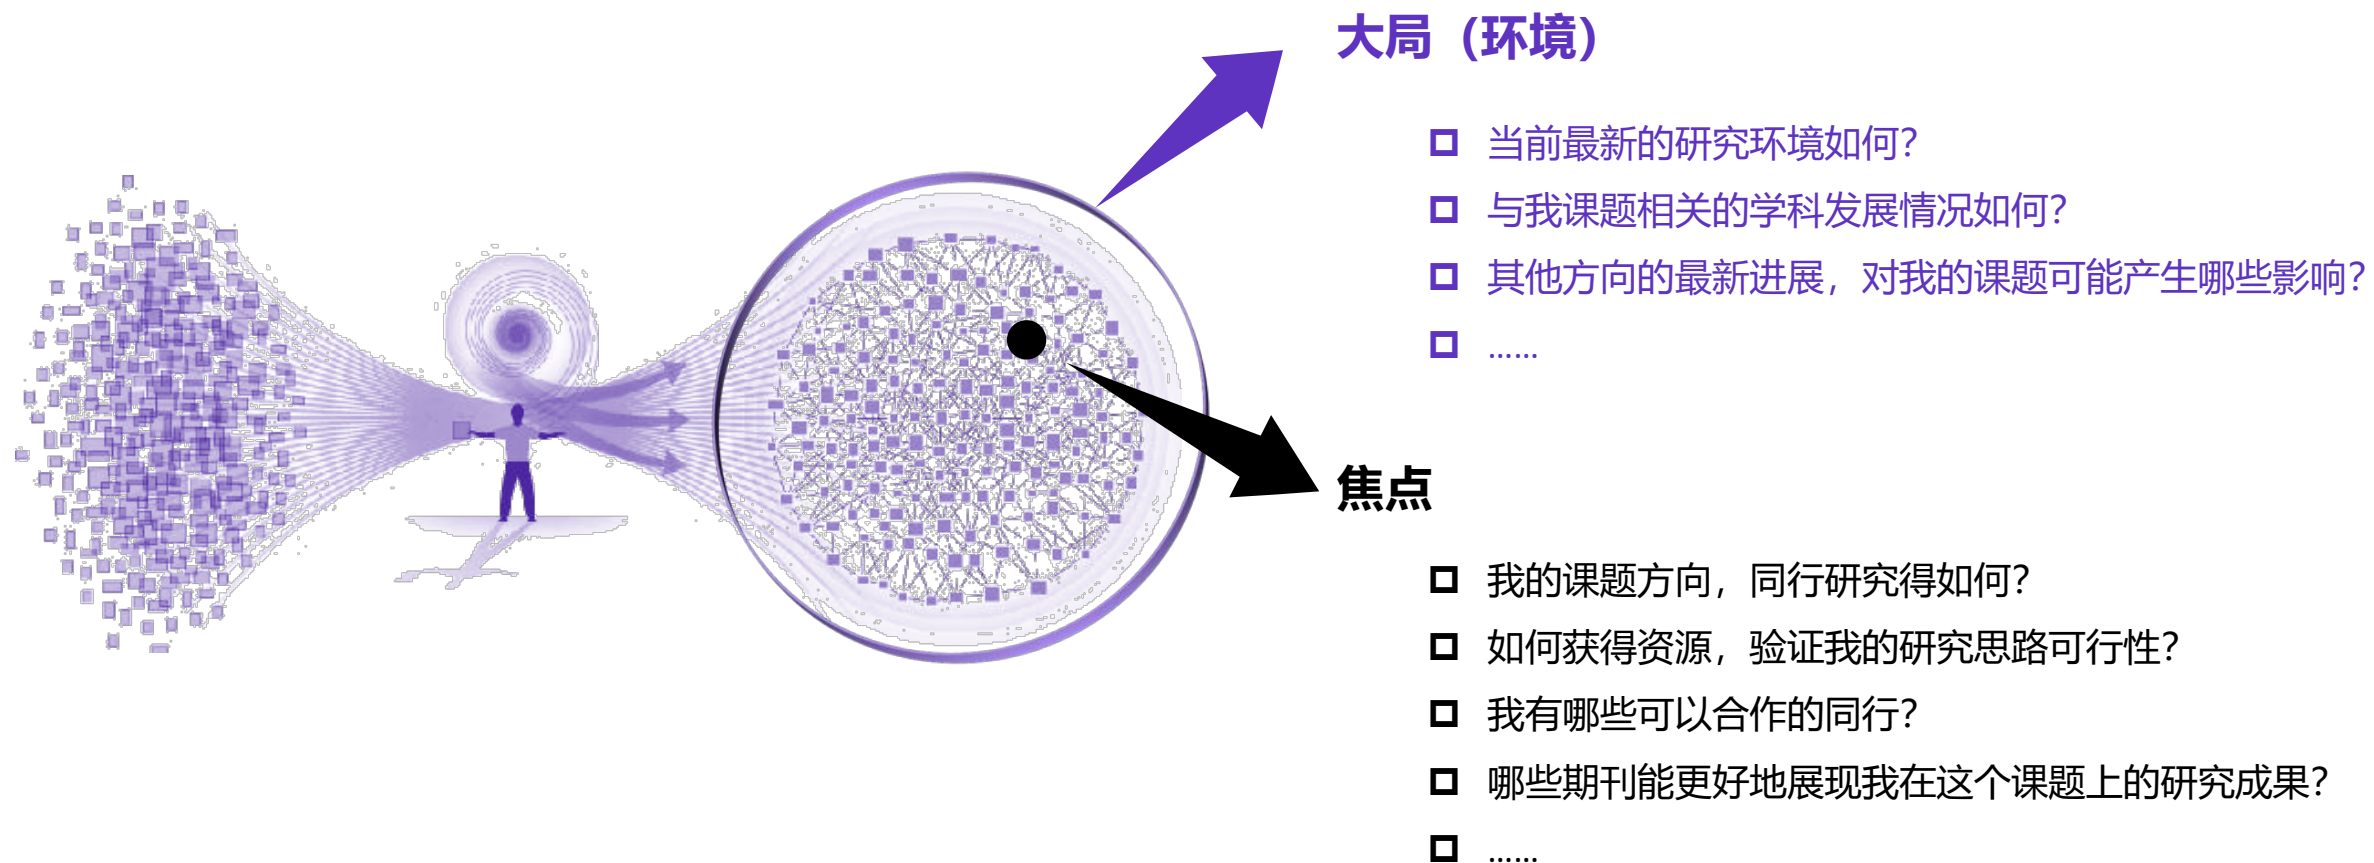 大局（环境）
当前最新的研究环境如何？
与我课题相关的学科发展情况如何？
其他方向的最新进展，对我的课题可能产生哪些影响？
……
焦点
我的课题方向，同行研究得如何？
如何获得资源，验证我的研究思路可行性？
我有哪些可以合作的同行？
哪些期刊能更好地展现我在这个课题上的研究成果？
……